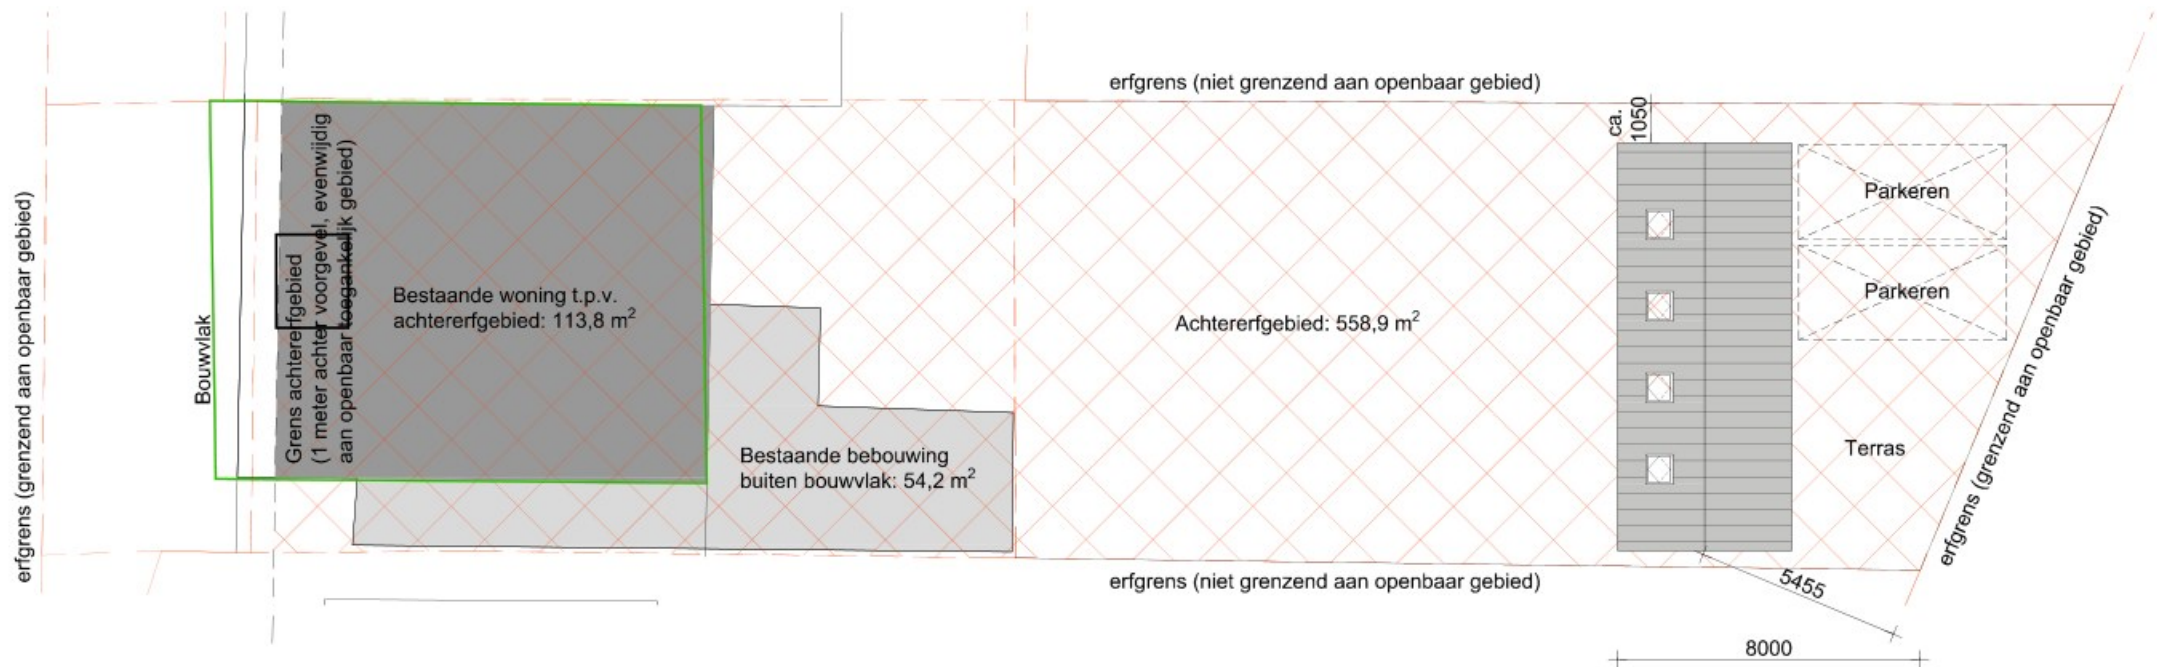 erfgrens (niet grenzend aan openbaar gebied)
ca.
1050
erfgrens (grenzend aan openbaar gebied)
Bouwvlak
Grens achtererfgebied
(1 meter achter voorgevel, evenwijdig
aan openbaar toegankelijk gebied)
Bestaande woning t.p.v.
achtererfgebied: 113,8 m²
Bestaande bebouwing
buiten bouwvlak: 54,2 m²
Achtererfgebied: 558,9 m²
Parkeren
Parkeren
Terras
erfgrens (grenzend aan openbaar gebied)
erfgrens (niet grenzend aan openbaar gebied)
5455
8000